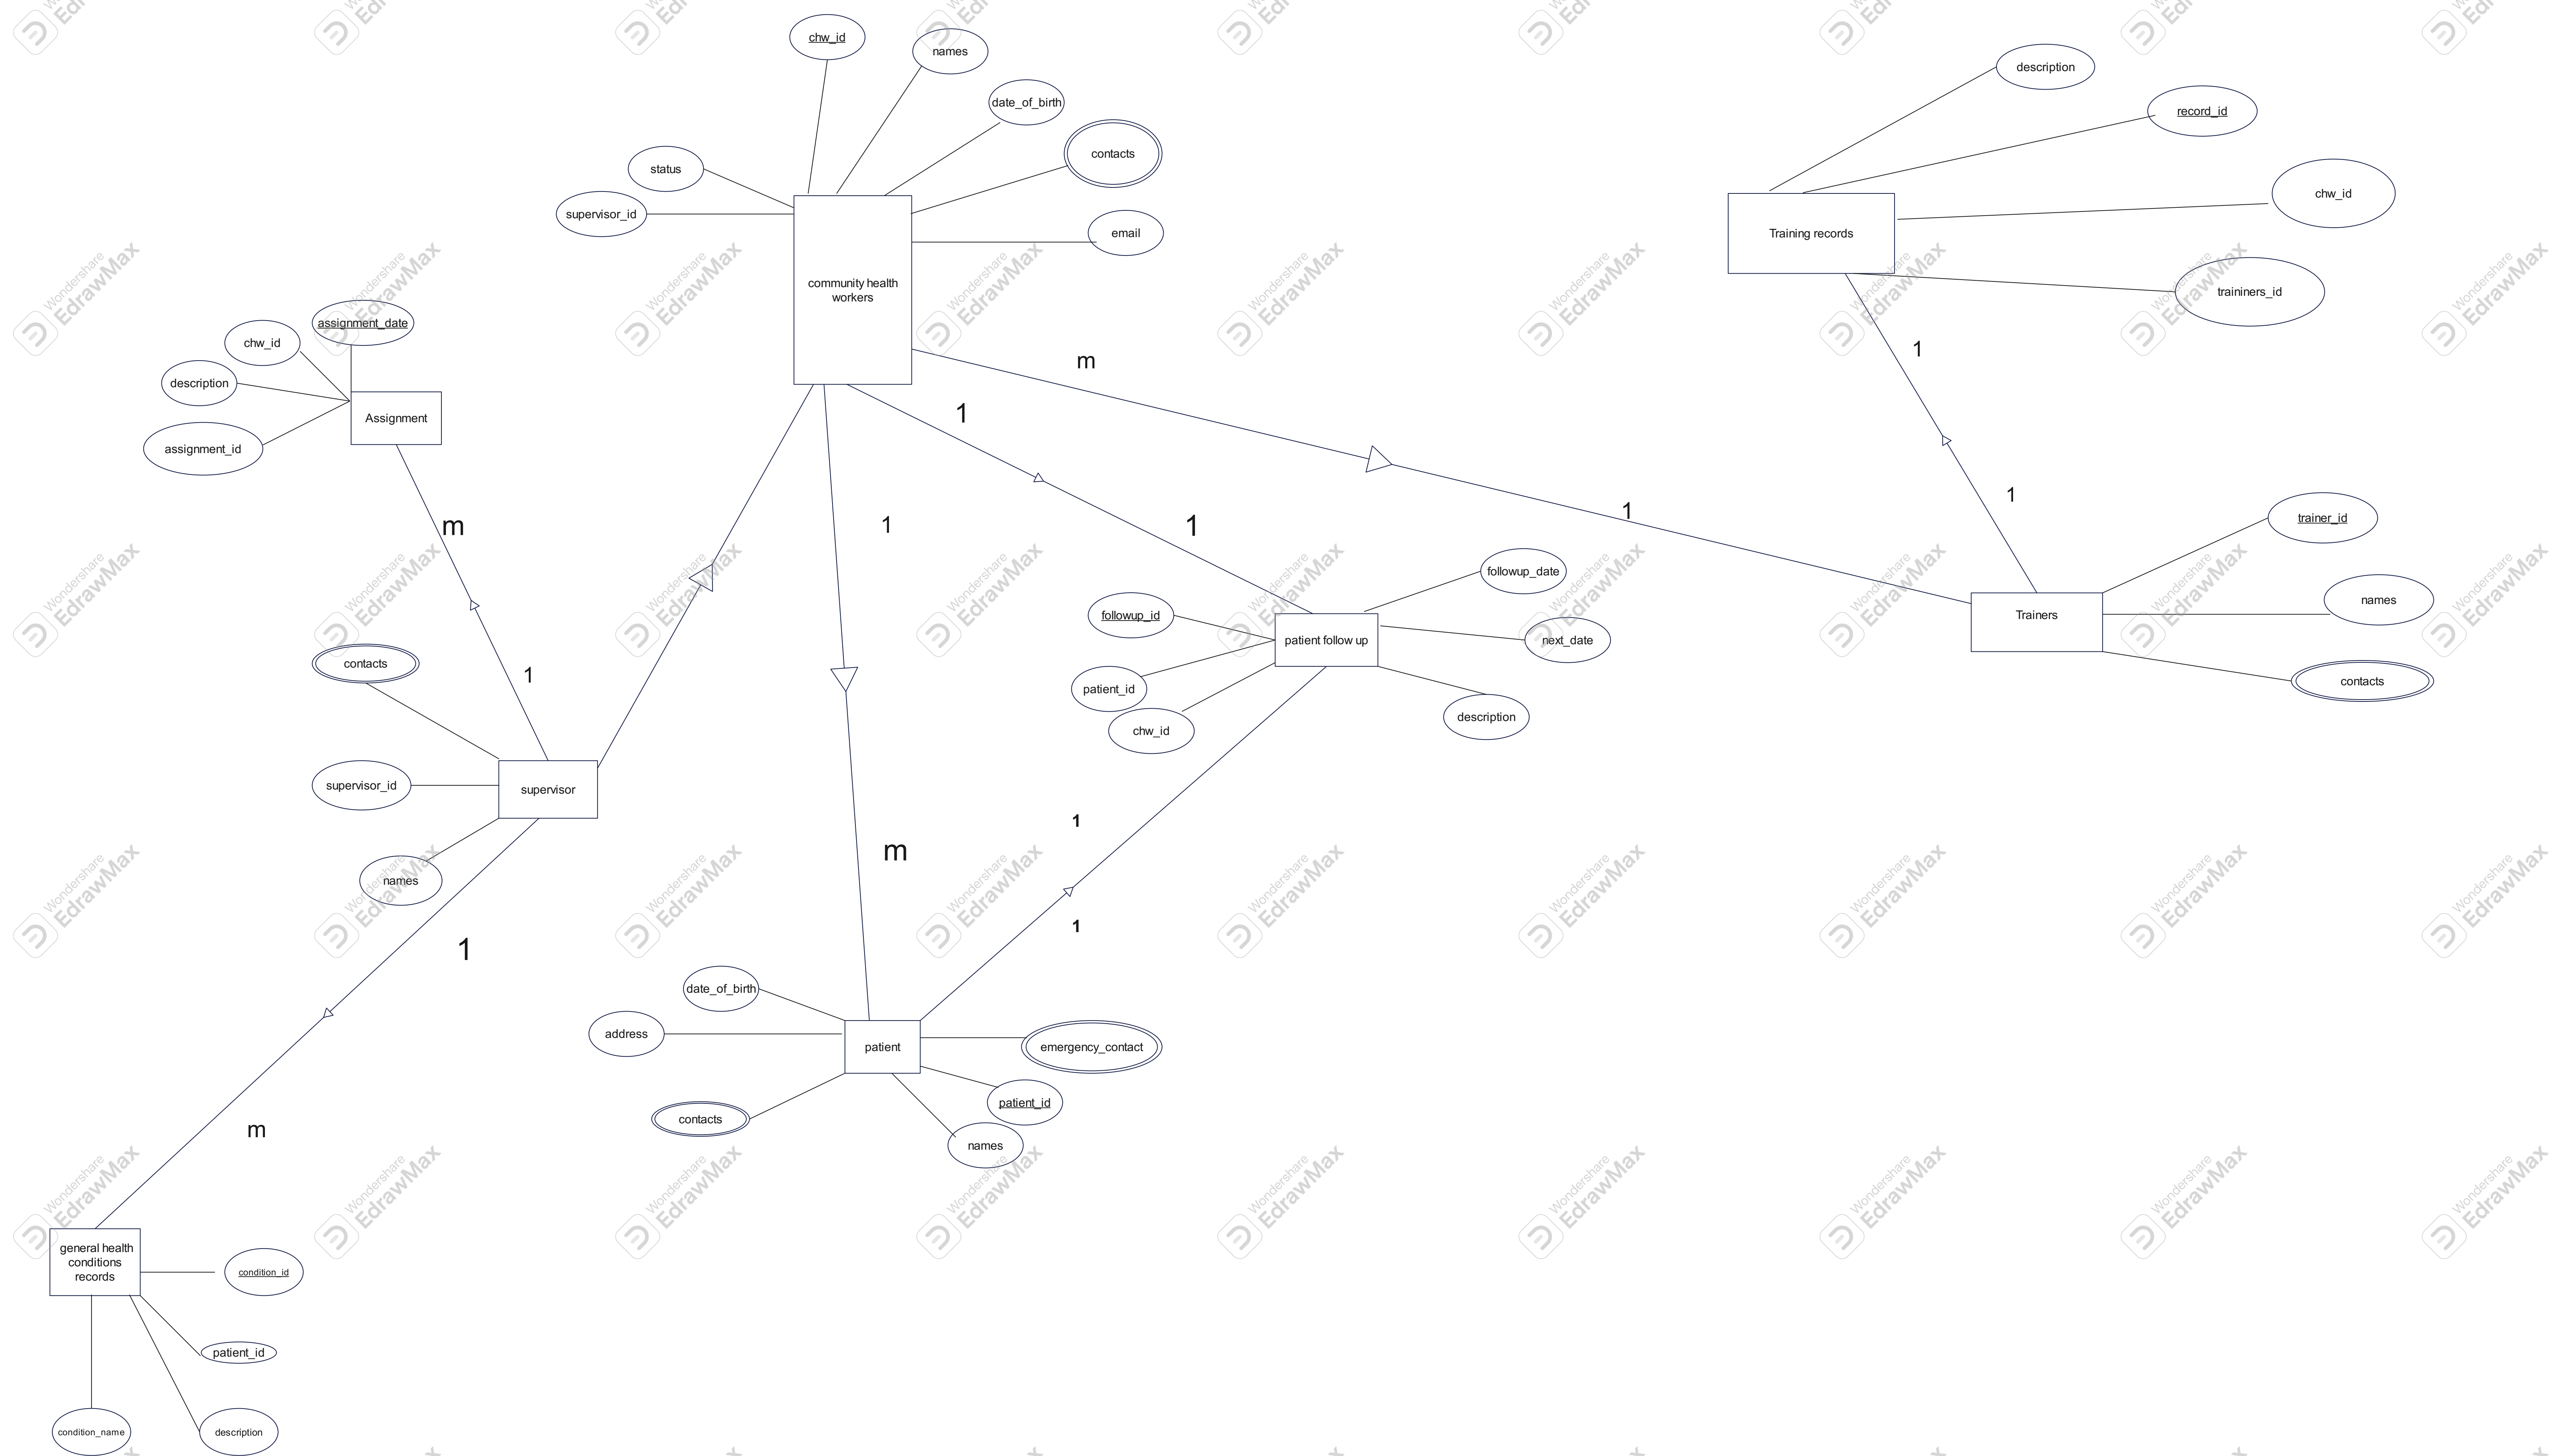 chw_id
names
date_of_birth
contacts
email
status
supervisor_id
community health
workers
description
record_id
chw_id
traininers_id
Training records
assignment_date
chw_id
description
assignment_id
Assignment
m
1
m
1
1
1
1
1
m
1
trainer_id
names
contacts
Trainers
followup_date
followup_id
next_date
patient_id
chw_id
description
patient follow up
contacts
supervisor_id
names
supervisor
1
1
m
1
m
date_of_birth
address
contacts
names
patient_id
emergency_contact
patient
general health
conditions
records
condition_id
patient_id
condition_name
description
Wondershare
EdrawMax